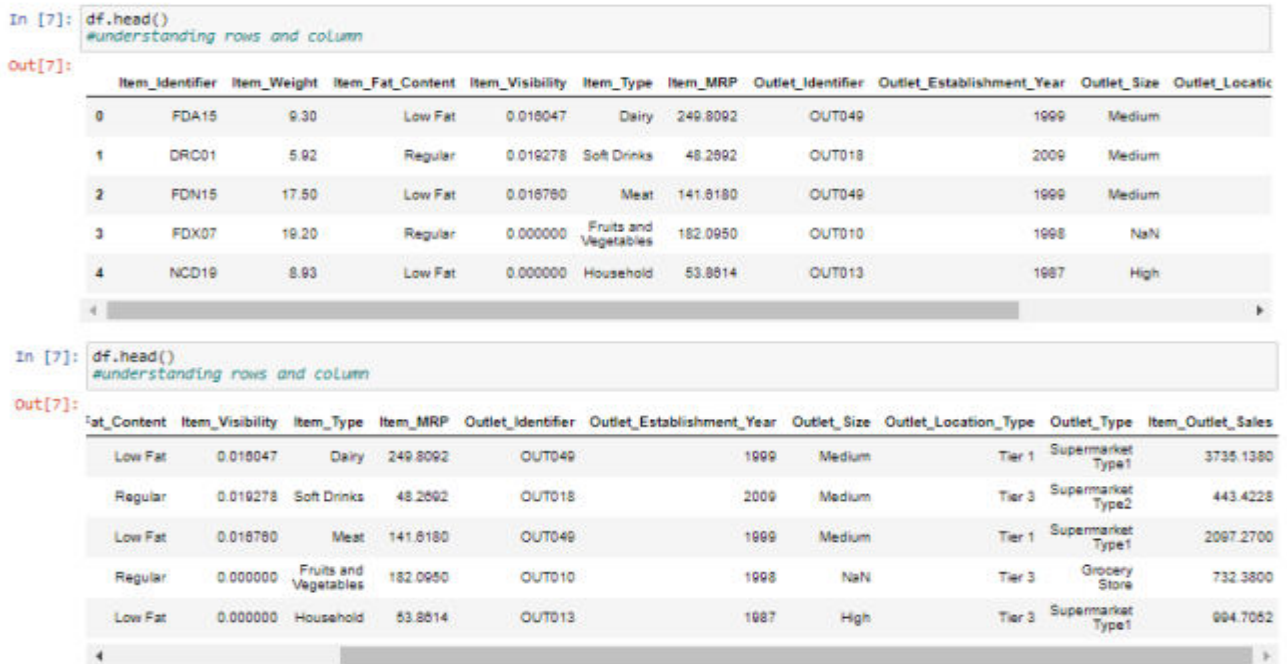 In [7]: df.head()
#understanding rows and column
Out[7]:
Item_Identifier Item_Weight Item_Fat_Content Item_Visibility Item_Type Item_MRP Outlet_Identifier Outlet_Establishment_Year Outlet_Size Outlet_Locatic
0 FDA15 9.30 Low Fat 0.016047 Dairy 249.8092 OUT049 1999 Medium
1 DRC01 5.92 Regular 0.019278 Soft Drinks 48.2692 OUT018 2009 Medium
2 FDN15 17.50 Low Fat 0.016760 Meat 141.6180 OUT049 1999 Medium
3 FDX07 19.20 Regular 0.000000 Fruits and Vegetables 182.0950 OUT010 1998 NaN
4 NCD19 8.93 Low Fat 0.000000 Household 53.8614 OUT013 1987 High
In [7]: df.head()
#understanding rows and column
Out[7]:
Fat_Content Item_Visibility Item_Type Item_MRP Outlet_Identifier Outlet_Establishment_Year Outlet_Size Outlet_Location_Type Outlet_Type Item_Outlet_Sales
Low Fat 0.016047 Dairy 249.8092 OUT049 1999 Medium Tier 1 Supermarket Type1 3735.1380
Regular 0.019278 Soft Drinks 48.2692 OUT018 2009 Medium Tier 3 Supermarket Type2 443.4228
Low Fat 0.016760 Meat 141.6180 OUT049 1999 Medium Tier 1 Supermarket Type1 2097.2700
Regular 0.000000 Fruits and Vegetables 182.0950 OUT010 1998 NaN Tier 3 Grocery Store 732.3800
Low Fat 0.000000 Household 53.8614 OUT013 1987 High Tier 3 Supermarket Type1 994.7052